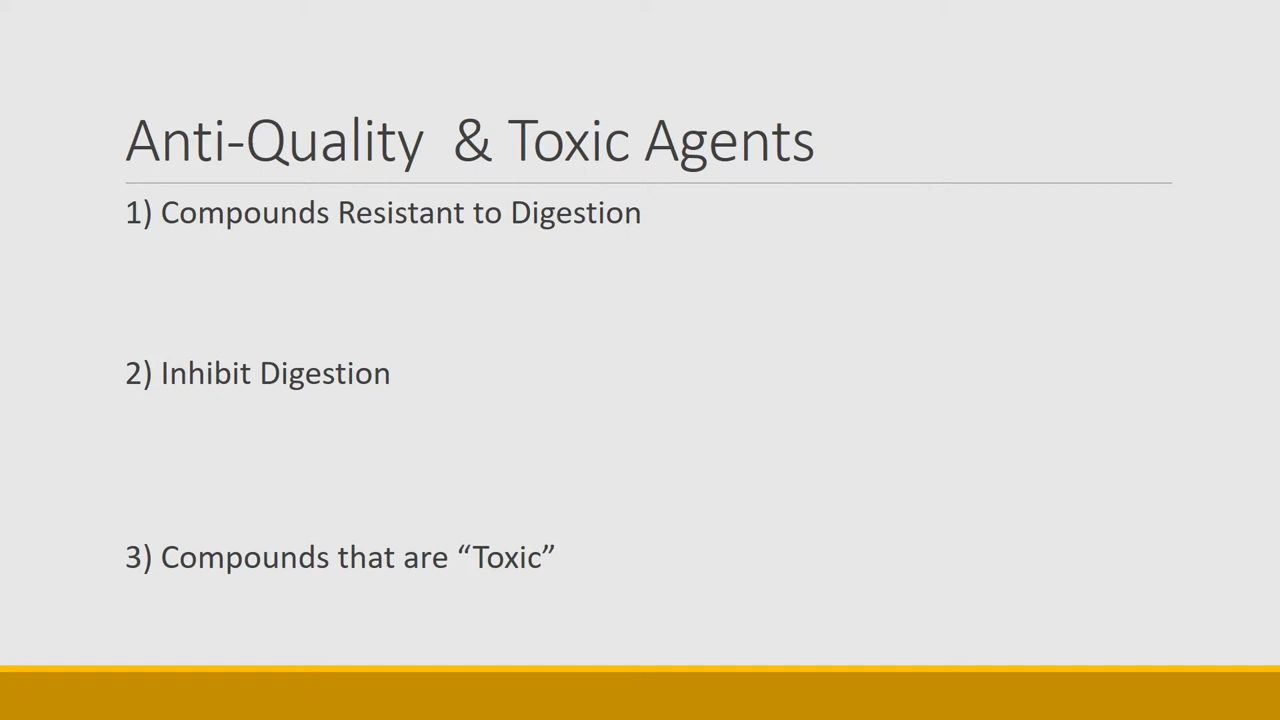 Anti-Quality & Toxic Agents
1) Compounds Resistant to Digestion
2) Inhibit Digestion
3) Compounds that are “Toxic”